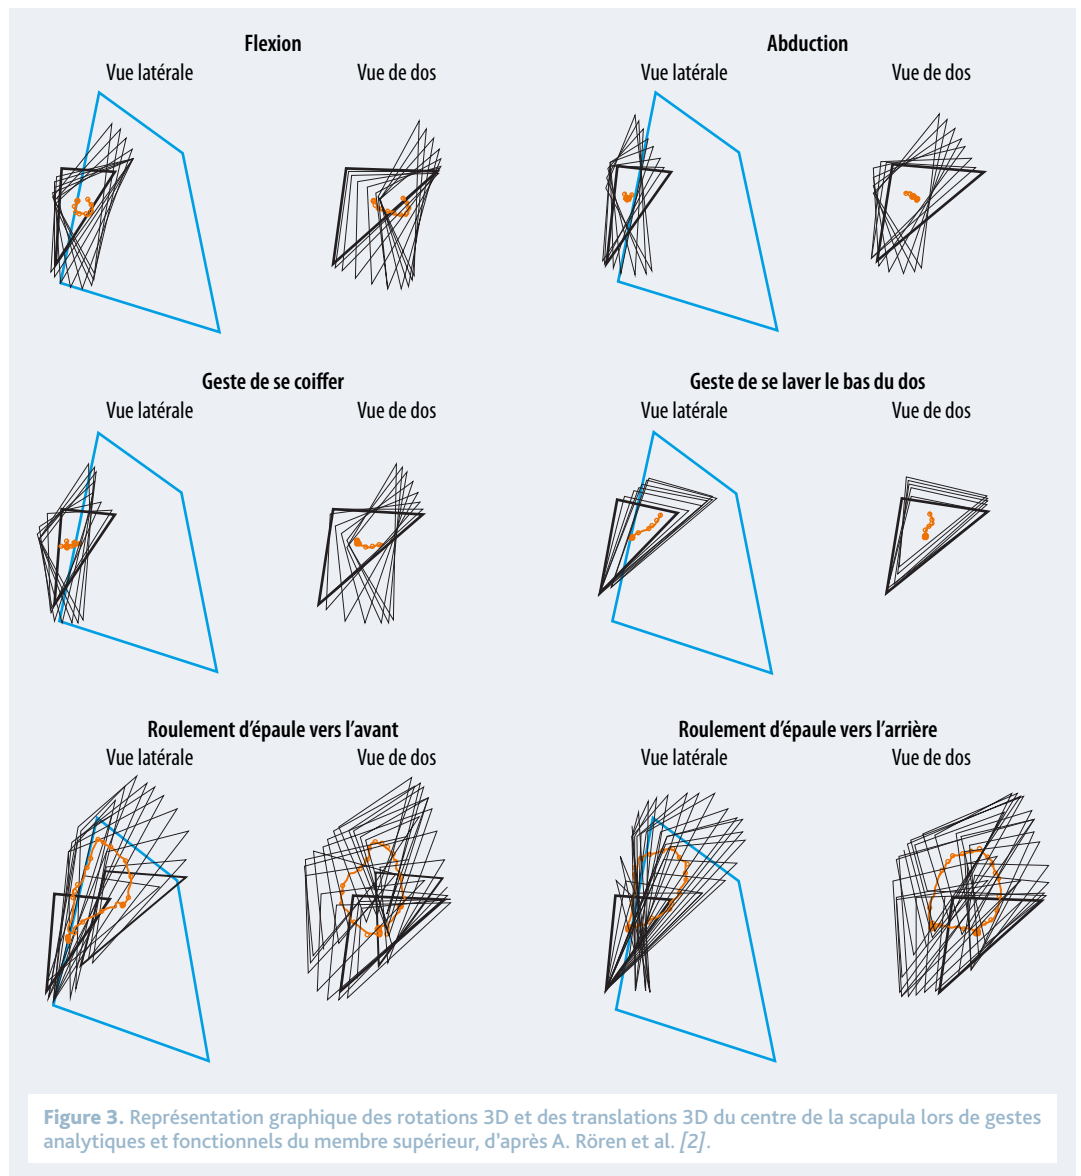 Flexion
Vue latérale
Vue de dos
Abduction
Vue latérale
Vue de dos
Geste de se coiffer
Vue latérale
Vue de dos
Geste de se laver le bas du dos
Vue latérale
Vue de dos
Roulement d'épaule vers l'avant
Vue latérale
Vue de dos
Roulement d'épaule vers l'arrière
Vue latérale
Vue de dos
Figure 3. Représentation graphique des rotations 3D et des translations 3D du centre de la scapula lors de gestes
analytiques et fonctionnels du membre supérieur, d'après A. Rören et al. [2].